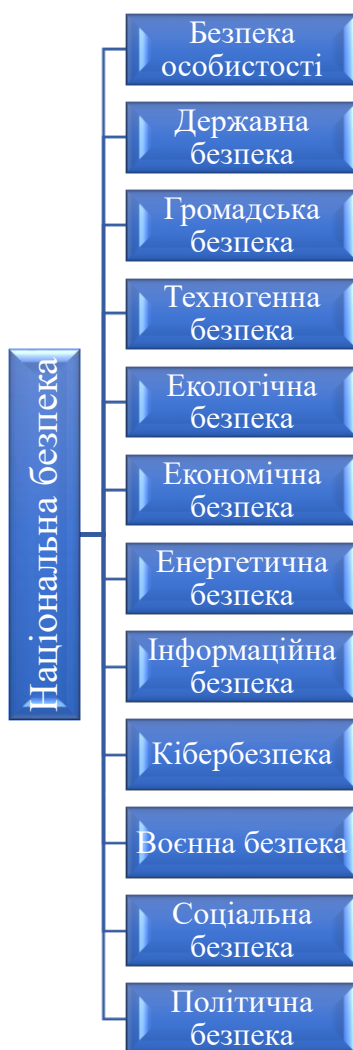 Національна безпека
Безпека
особистості
Державна
безпека
Громадська
безпека
Техногенна
безпека
Екологічна
безпека
Економічна
безпека
Енергетична
безпека
Інформаційна
безпека
Кібербезпека
Воєнна безпека
Соціальна
безпека
Політична
безпека